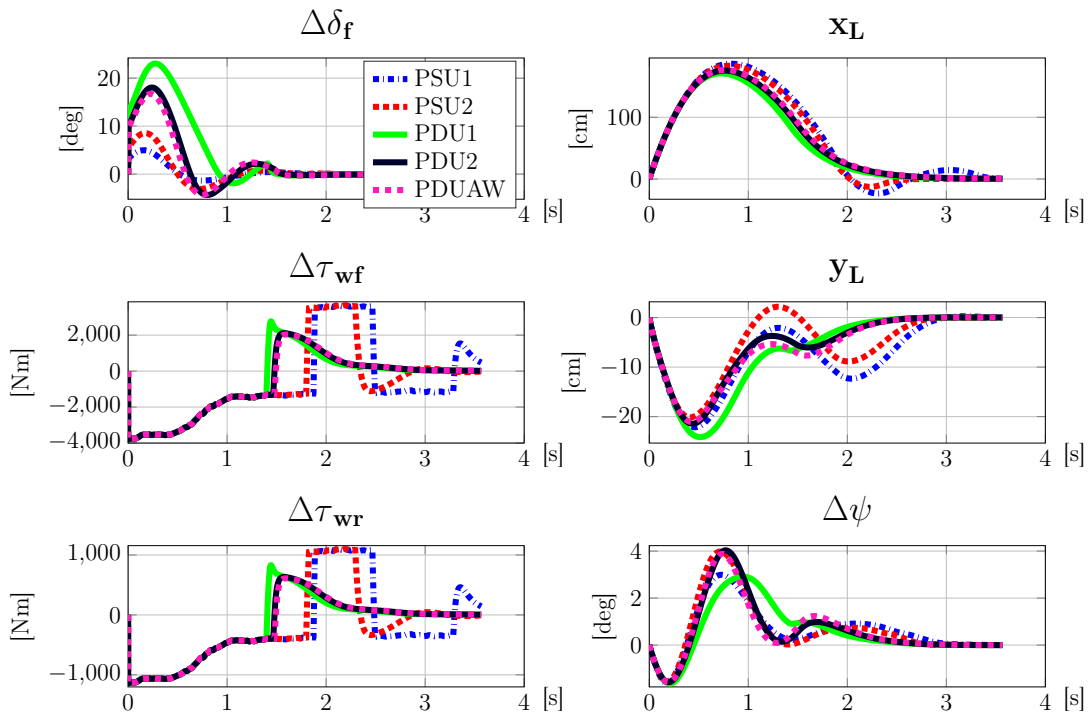 Δδf
[deg]
20
10
0
0 1 2 3 4 [s]
PSU1
PSU2
PDU1
PDU2
PDUAW
xL
[cm]
100
0
0 1 2 3 4 [s]
Δτwf
[Nm]
2,000
0
−2,000
−4,000
0 1 2 3 4 [s]
yL
[cm]
0
−10
−20
0 1 2 3 4 [s]
Δτwr
[Nm]
1,000
0
−1,000
0 1 2 3 4 [s]
Δψ
[deg]
4
2
0
0 1 2 3 4 [s]